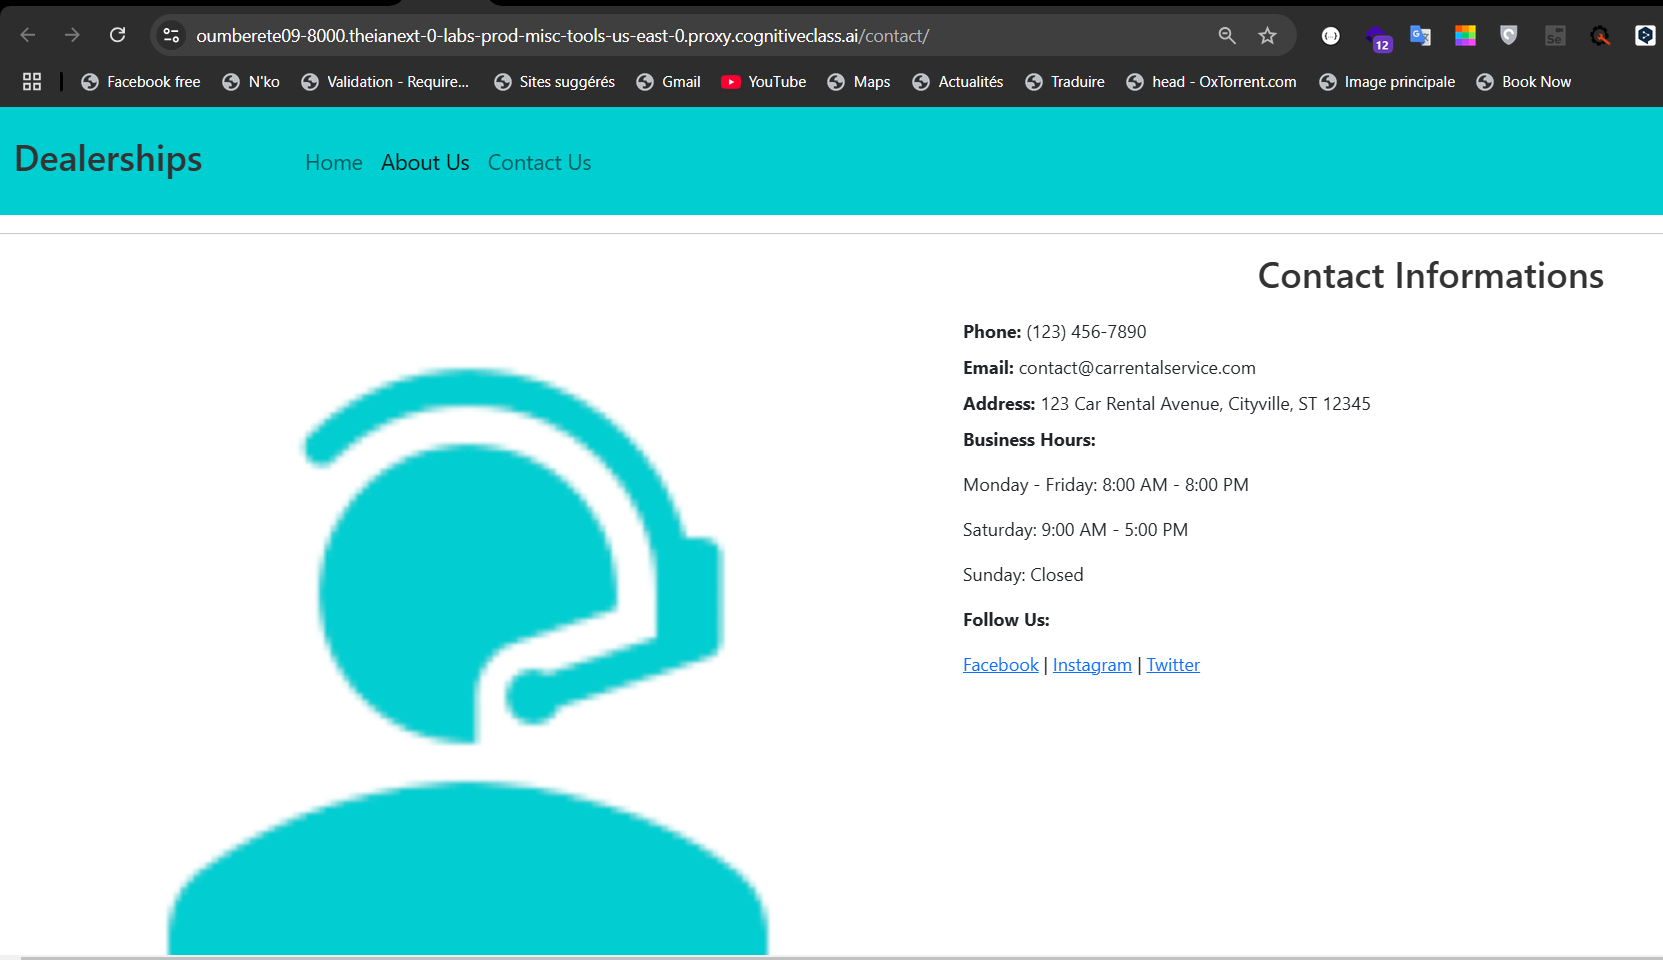 oumberete09-8000.theianext-0-labs-prod-misc-tools-us-east-0.proxy.cognitiveclass.ai/contact/
12
Se
Facebook free N'ko Validation - Require... Sites suggérés Gmail YouTube Maps Actualités Traduire head - OxTorrent.com Image principale Book Now
Dealerships Home About Us Contact Us
Contact Informations
Phone: (123) 456-7890
Email: contact@carrentalservice.com
Address: 123 Car Rental Avenue, Cityville, ST 12345
Business Hours:
Monday - Friday: 8:00 AM - 8:00 PM
Saturday: 9:00 AM - 5:00 PM
Sunday: Closed
Follow Us:
Facebook | Instagram | Twitter